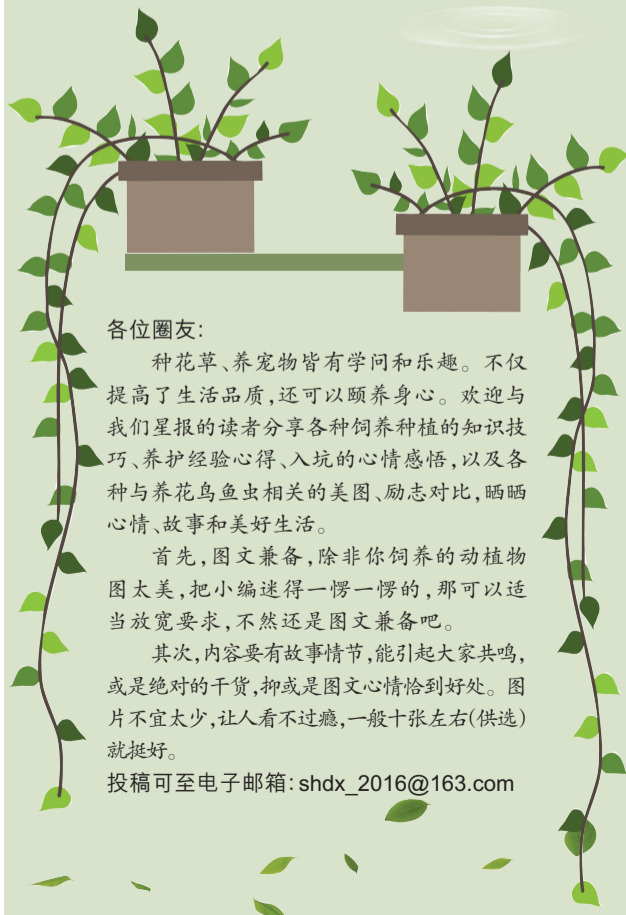 各位圈友:
种花草、养宠物皆有学问和乐趣。不仅
提高了生活品质,还可以颐养身心。欢迎与
我们星报的读者分享各种饲养种植的知识技
巧、养护经验心得、入坑的心情感悟,以及各
种与养花鸟鱼虫相关的美图、励志对比,晒晒
心情、故事和美好生活。
首先,图文兼备,除非你饲养的动植物
图太美,把小编迷得一愣一愣的,那可以适
当放宽要求,不然还是图文兼备吧。
其次,内容要有故事情节,能引起大家共鸣,
或是绝对的干货,抑或是图文心情恰到好处。图
片不宜太少,让人看不过瘾,一般十张左右(供选)
就挺好。
投稿可至电子邮箱:shdx_2016@163.com